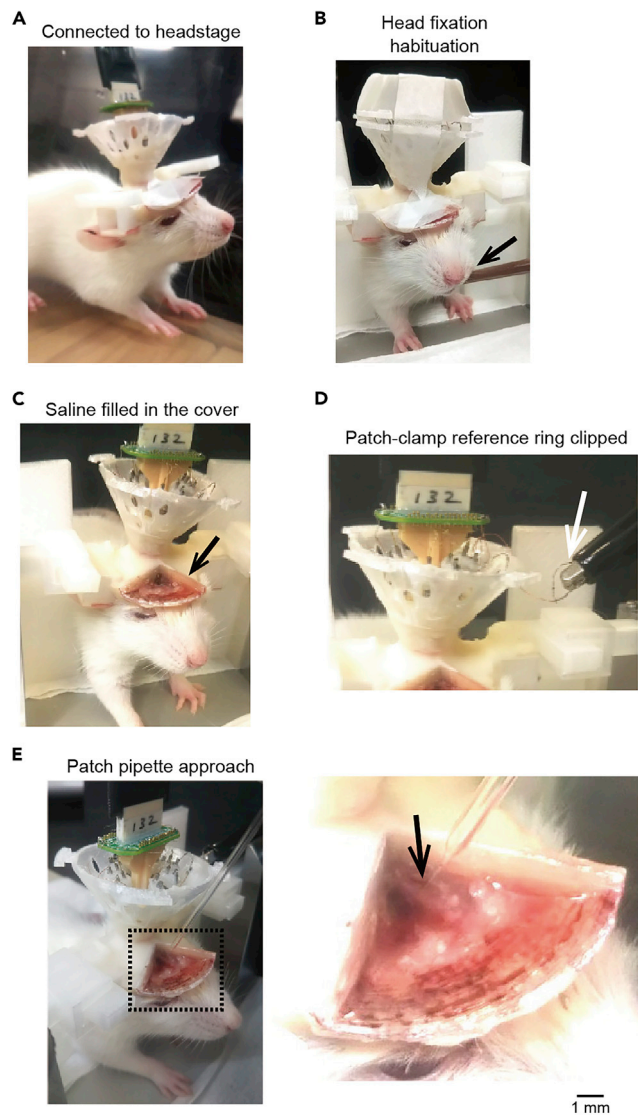 A
Connected to headstage
132
B
Head fixation
habituation
C
Saline filled in the cover
132
D
Patch-clamp reference ring clipped
132
E
Patch pipette approach
132
1 mm